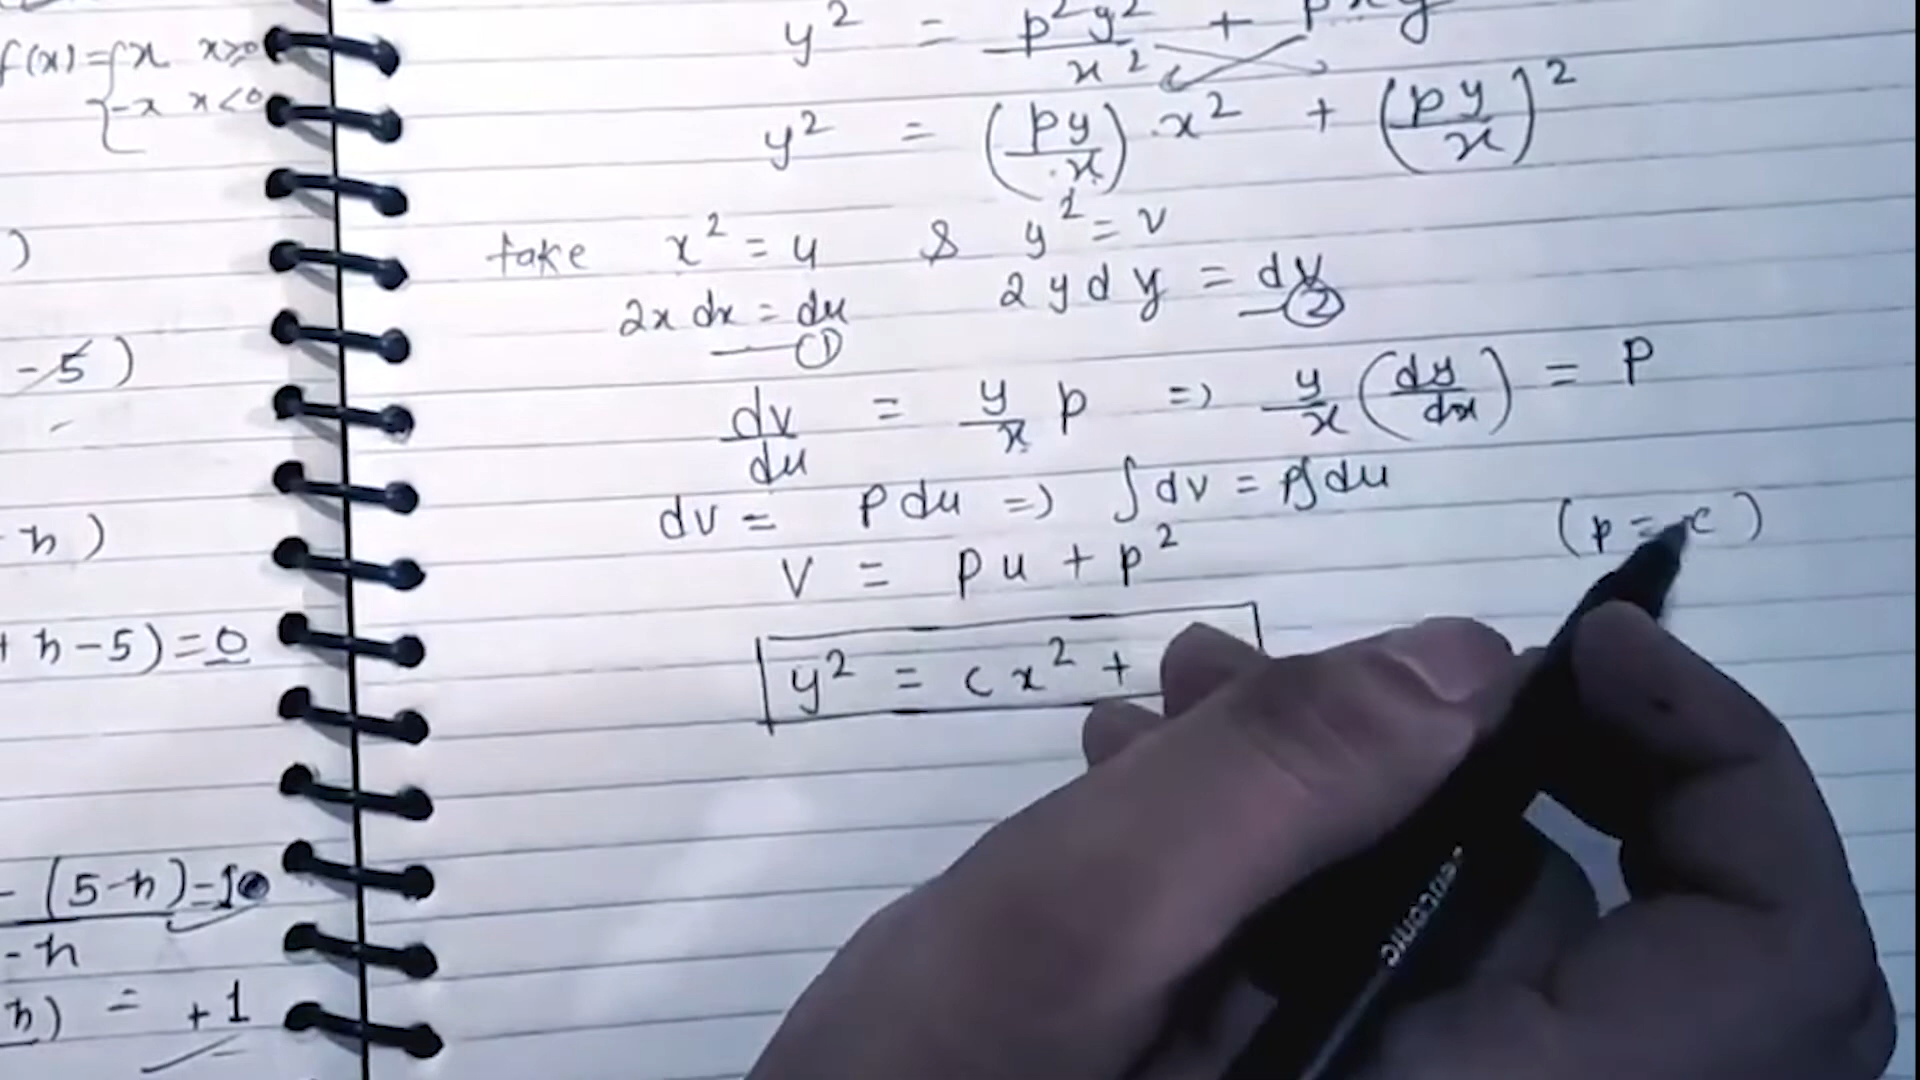 f(x) = { x x≥0
-x x<0
)
-5)
h)
+ h-5)=0
- (5-h)=10
-h
h) = +1
y² = p²y²/x² + pxy
y² = (py/x) .x² + (py/x)²
take x² = u & y² = v
2x dx = du 2y dy = dv
① ②
dv/du = y/x p => y/x (dy/dx) = P
dv = P du => ∫dv = P∫du
(p = c)
V = Pu + p²
y² = cx² +
encconic